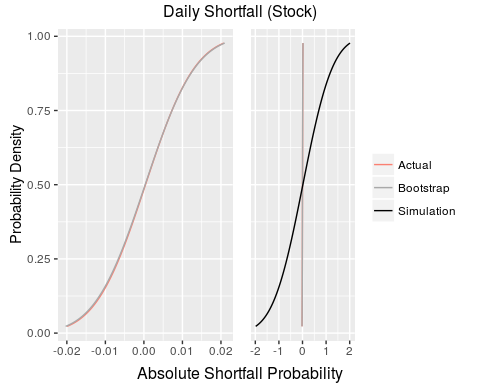 Daily Shortfall (Stock)
Probability Density
1.00
0.75
0.50
0.25
0.00
-0.02 -0.01 0.00 0.01 0.02
-2 -1 0 1 2
Absolute Shortfall Probability
Actual
Bootstrap
Simulation